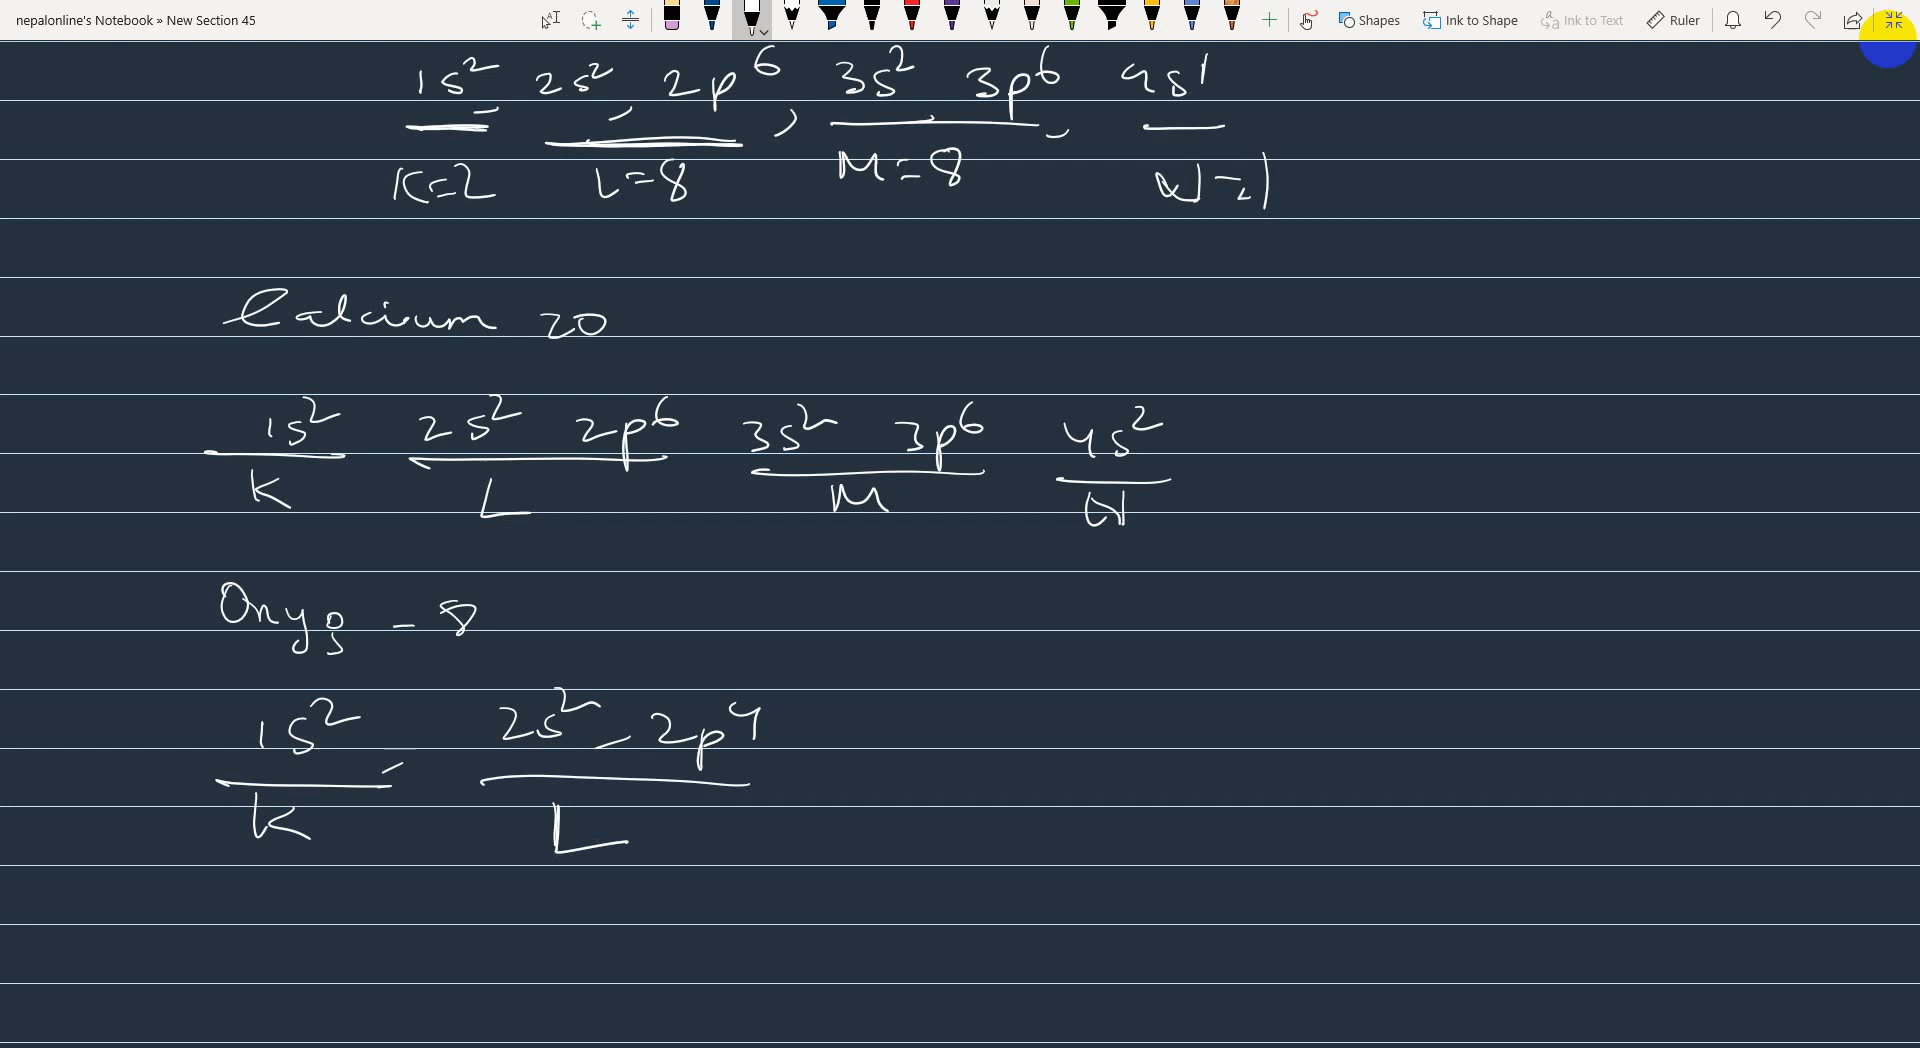 nepalonline's Notebook » New Section 45 Shapes Ink to Shape Ink to Text Ruler
1s² 2s², 2p⁶, 3s² 3p⁶ 4s¹
K=2 L=8 M=8 N=1
Calcium 20
1s² 2s² 2p⁶ 3s² 3p⁶ 4s²
K L M N
- 8
1s², 2s², 2p⁴
K L